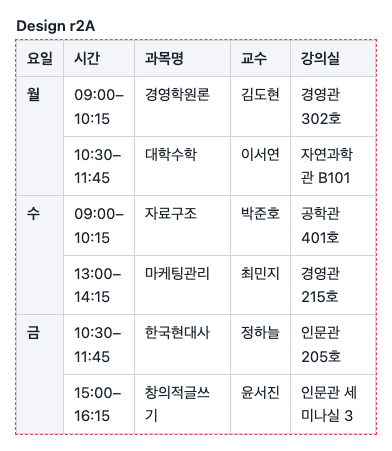 Design r2A
요일 시간 과목명 교수 강의실
월 09:00– 경영학원론 김도현 경영관
10:15 302호
10:30– 대학수학 이서연 자연과학
11:45 관 B101
수 09:00– 자료구조 박준호 공학관
10:15 401호
13:00– 마케팅관리 최민지 경영관
14:15 215호
금 10:30– 한국현대사 정하늘 인문관
11:45 205호
15:00– 창의적글쓰 윤서진 인문관 세
16:15 기 미나실 3